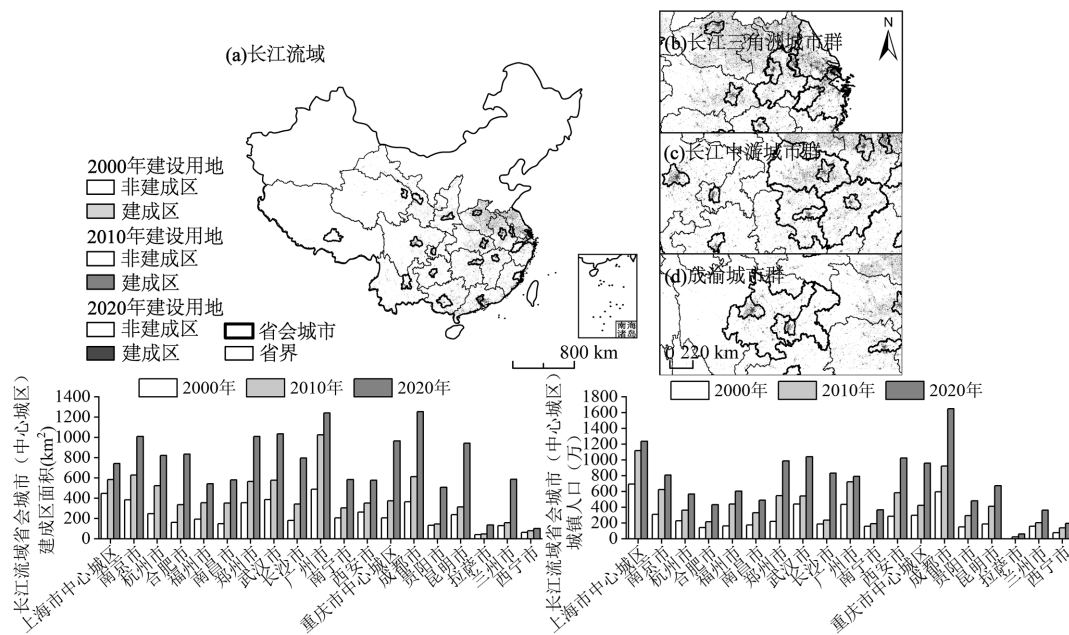 (a)长江流域
2000年建设用地
非建成区
建成区
2010年建设用地
非建成区
建成区
2020年建设用地
非建成区
建成区
省会城市
省界
南海
诸岛
800 km
(b)长江三角洲城市群
N
(c)长江中游城市群
(d)成渝城市群
0 220 km
长江流域省会城市（中心城区）
建成区面积(km²)
2000年 2010年 2020年
1400
1200
1000
800
600
400
200
0
上海市中心城区
南京市
杭州市
合肥市
福州市
南昌市
郑州市
武汉市
长沙市
广州市
南宁市
西安市
重庆市中心城区
成都市
贵阳市
昆明市
拉萨市
兰州市
西宁市
长江流域省会城市（中心城区）
城镇人口（万）
2000年 2010年 2020年
1800
1600
1400
1200
1000
800
600
400
200
0
上海市中心城区
南京市
杭州市
合肥市
福州市
南昌市
郑州市
武汉市
长沙市
广州市
南宁市
西安市
重庆市中心城区
成都市
贵阳市
昆明市
拉萨市
兰州市
西宁市